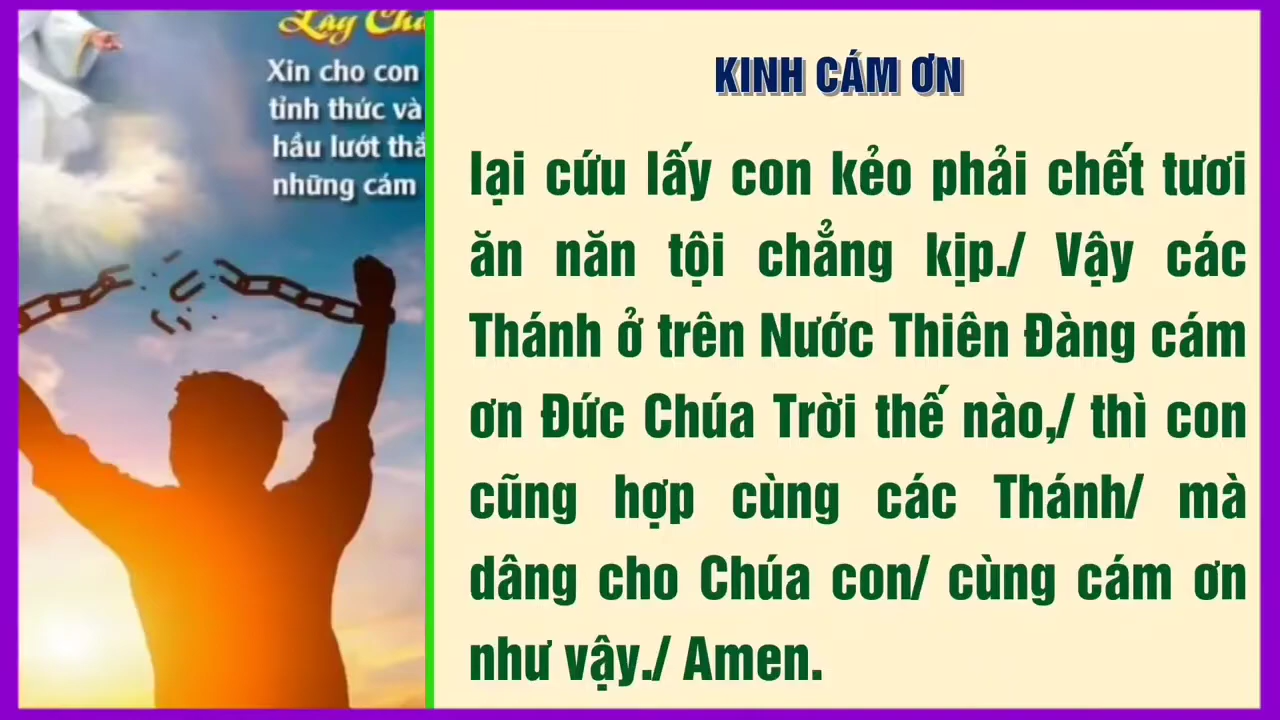 Lạy
Xin cho con
tỉnh thức và
hầu lướt
những cám
KINH CÁM ƠN
lại cứu lấy con kẻo phải chết tươi
ăn năn tội chẳng kịp./ Vậy các
Thánh ở trên Nước Thiên Đàng cám
ơn Đức Chúa Trời thế nào,/ thì con
cũng hợp cùng các Thánh/ mà
dâng cho Chúa con/ cùng cám ơn
như vậy./ Amen.